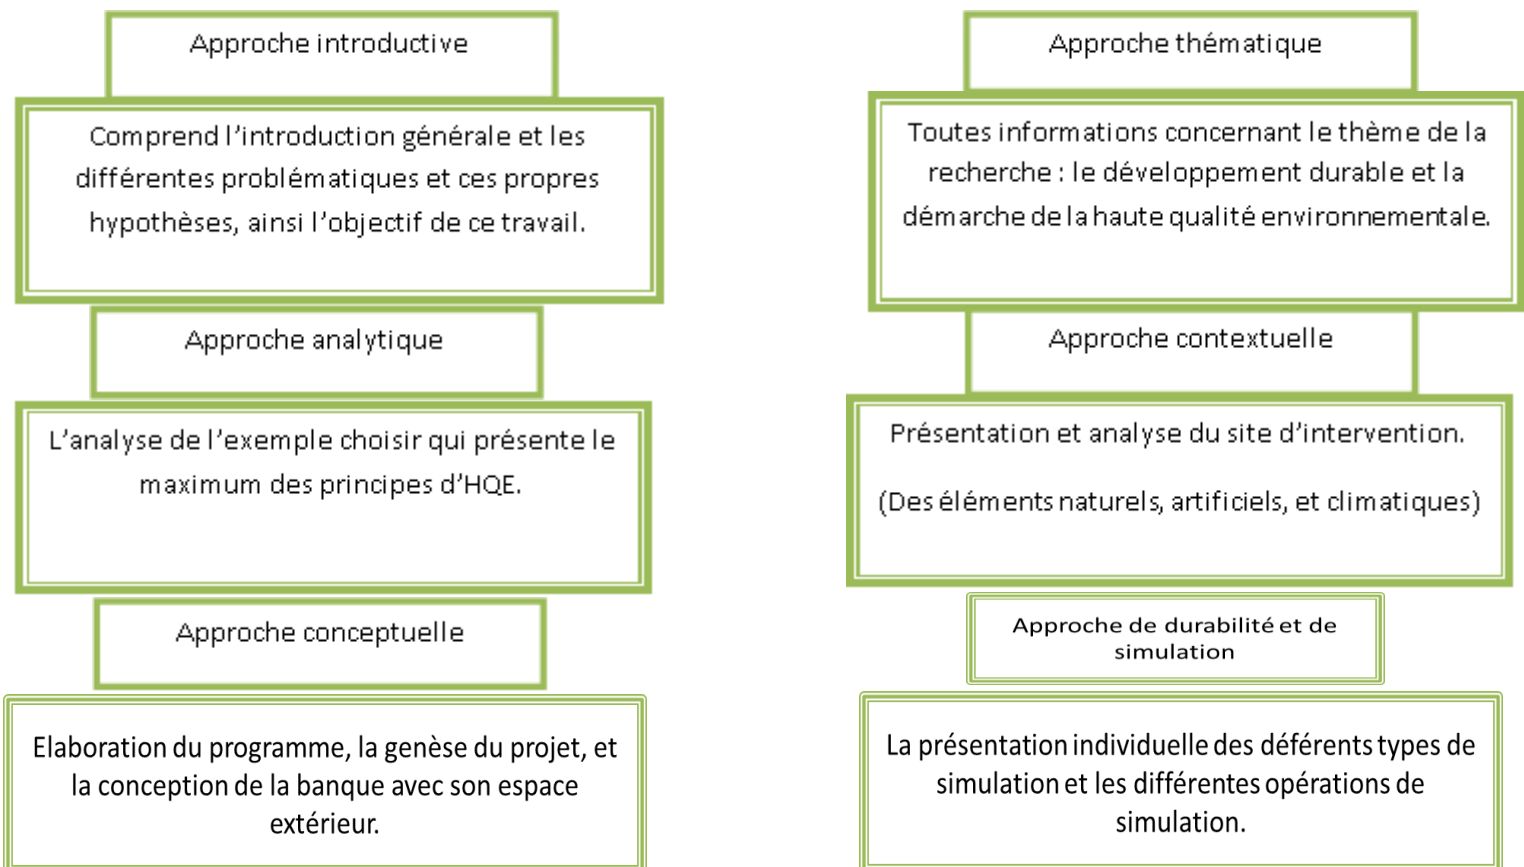 Approche introductive
Comprend l'introduction générale et les
différentes problématiques et ces propres
hypothèses, ainsi l'objectif de ce travail.
Approche thématique
Toutes informations concernant le thème de la
recherche : le développement durable et la
démarche de la haute qualité environnementale.
Approche analytique
L'analyse de l'exemple choisir qui présente le
maximum des principes d'HQE.
Approche contextuelle
Présentation et analyse du site d'intervention.
(Des éléments naturels, artificiels, et climatiques)
Approche conceptuelle
Elaboration du programme, la genèse du projet, et
la conception de la banque avec son espace
extérieur.
Approche de durabilité et de
simulation
La présentation individuelle des déférents types de
simulation et les différentes opérations de
simulation.